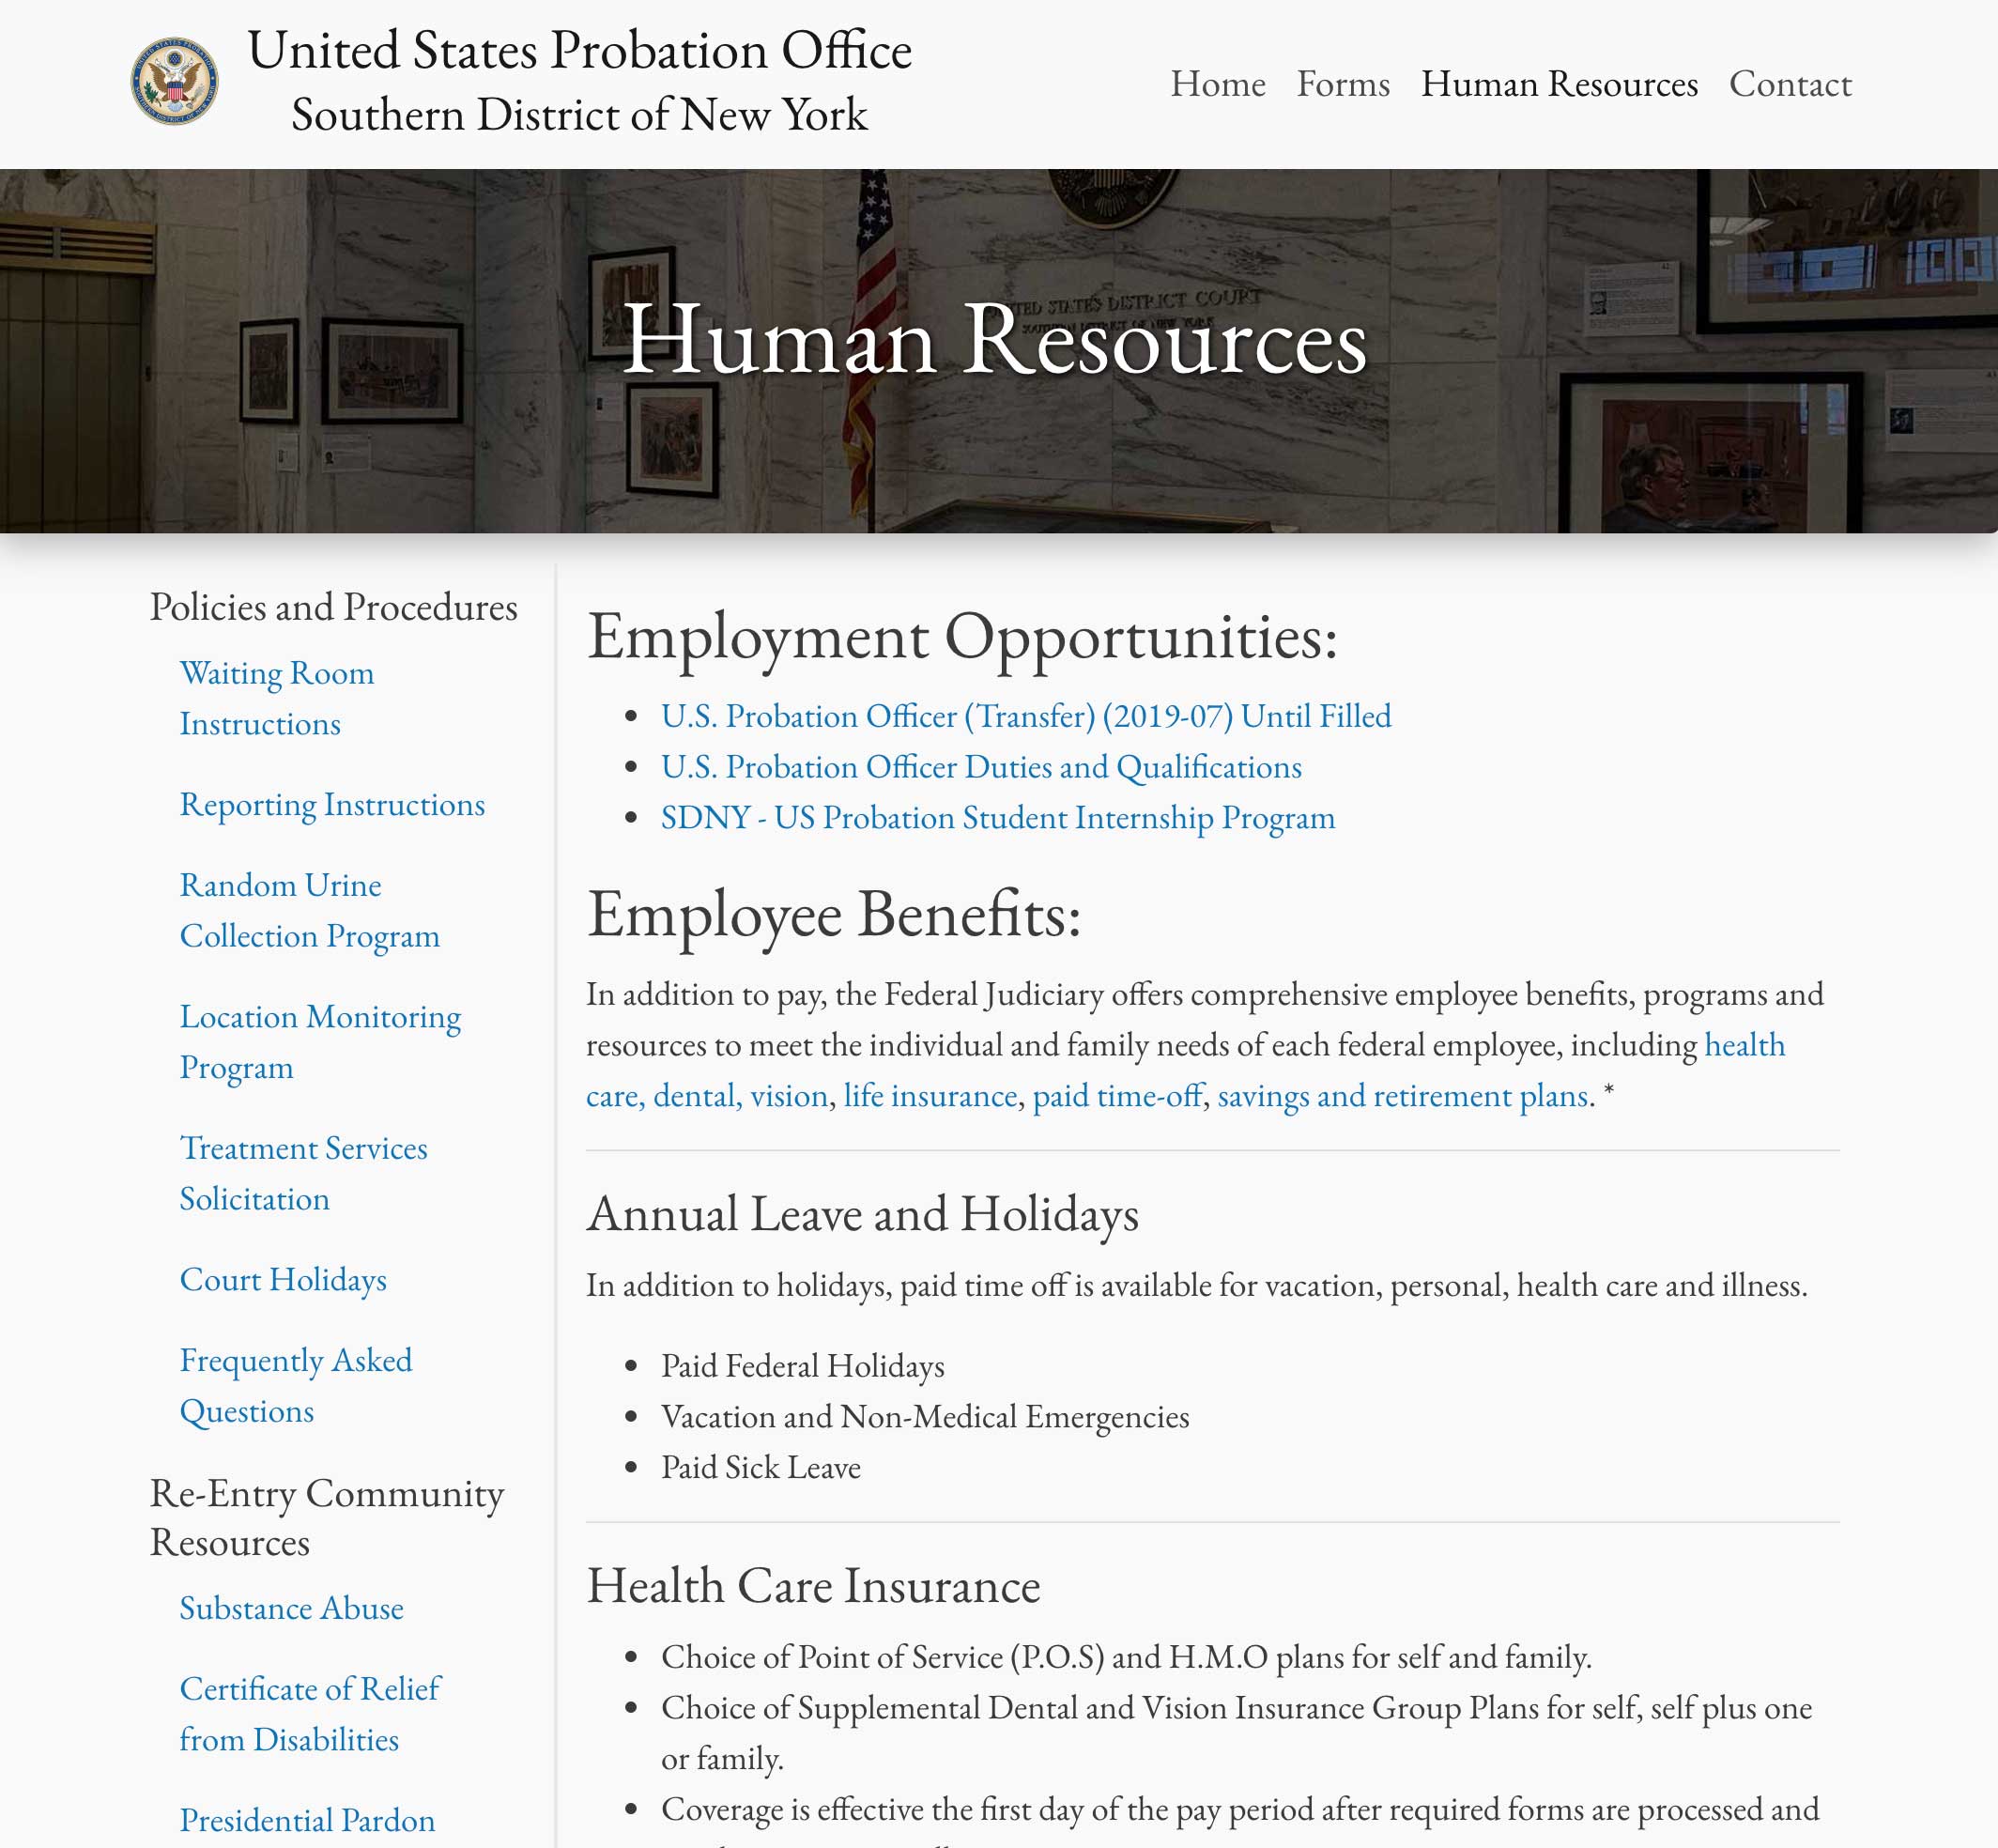 United States Probation Office
Southern District of New York
Home Forms Human Resources Contact
Human Resources
Policies and Procedures
Waiting Room
Instructions
Reporting Instructions
Random Urine
Collection Program
Location Monitoring
Program
Treatment Services
Solicitation
Court Holidays
Frequently Asked
Questions
Re-Entry Community
Resources
Substance Abuse
Certificate of Relief
from Disabilities
Presidential Pardon
Employment Opportunities:
U.S. Probation Officer (Transfer) (2019-07) Until Filled
U.S. Probation Officer Duties and Qualifications
SDNY - US Probation Student Internship Program
Employee Benefits:
In addition to pay, the Federal Judiciary offers comprehensive employee benefits, programs and
resources to meet the individual and family needs of each federal employee, including health
care, dental, vision, life insurance, paid time-off, savings and retirement plans. *
Annual Leave and Holidays
In addition to holidays, paid time off is available for vacation, personal, health care and illness.
Paid Federal Holidays
Vacation and Non-Medical Emergencies
Paid Sick Leave
Health Care Insurance
Choice of Point of Service (P.O.S) and H.M.O plans for self and family.
Choice of Supplemental Dental and Vision Insurance Group Plans for self, self plus one
or family.
Coverage is effective the first day of the pay period after required forms are processed and